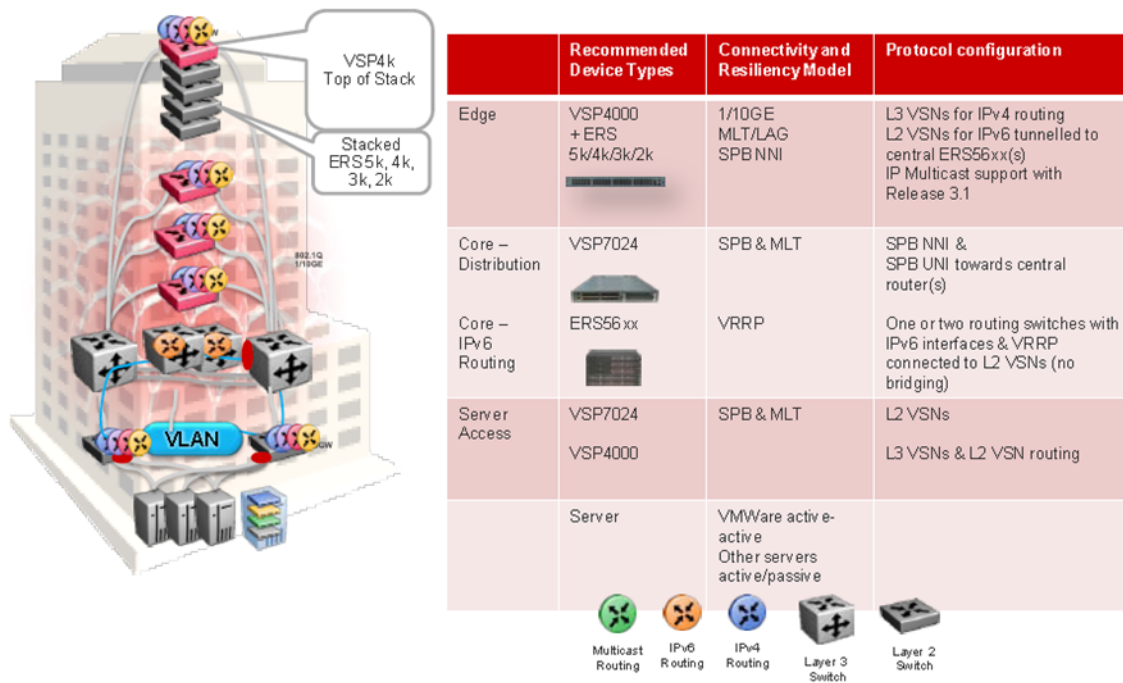 VSP4k
Top of Stack
Stacked
ERS5k, 4k,
3k, 2k
802.1Q
1/10GE
VLAN
Recommended
Device Types
Connectivity and
Resiliency Model
Protocol configuration
Edge
VSP4000
+ ERS
5k/4k/3k/2k
1/10GE
MLT/LAG
SPB NNI
L3 VSNs for IPv4 routing
L2 VSNs for IPv6 tunnelled to
central ERS56xx(s)
IP Multicast support with
Release 3.1
Core –
Distribution
VSP7024
SPB & MLT
SPB NNI &
SPB UNI towards central
router(s)
Core –
IPv6
Routing
ERS56xx
VRRP
One or two routing switches with
IPv6 interfaces & VRRP
connected to L2 VSNs (no
bridging)
Server
Access
VSP7024
SPB & MLT
L2 VSNs
VSP4000
L3 VSNs & L2 VSN routing
Server
VMWare active-
active
Other servers
active/passive
Multicast
Routing
IPv6
Routing
IPv4
Routing
Layer 3
Switch
Layer 2
Switch